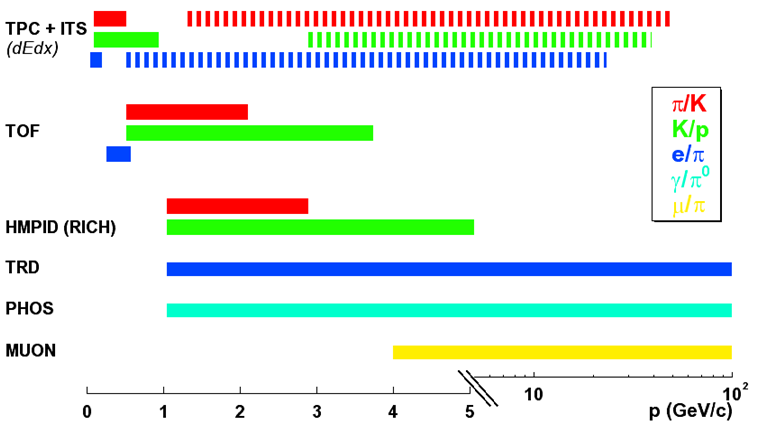 TPC + ITS
(dEdx)
π/K
K/p
e/π
γ/π⁰
μ/π
TOF
HMPID (RICH)
TRD
PHOS
MUON
0 1 2 3 4 5 10 10²
p (GeV/c)